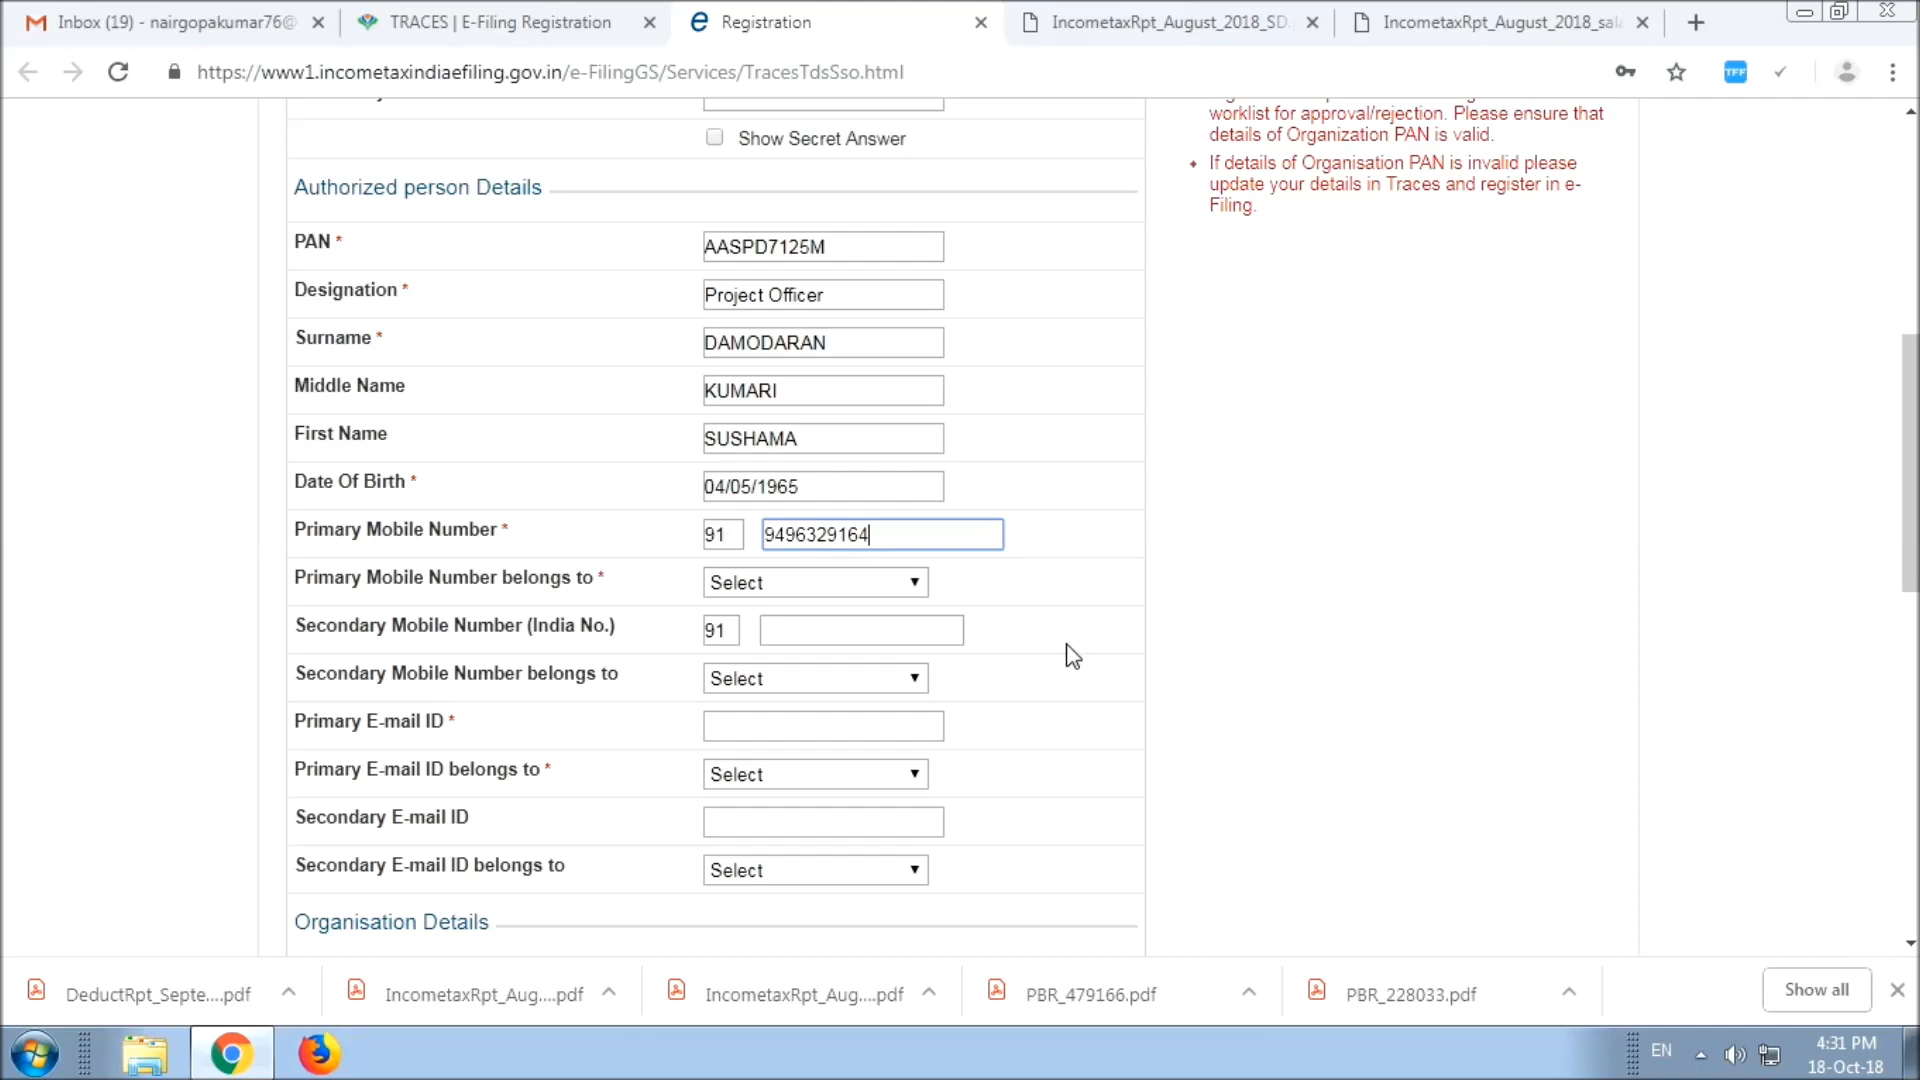 Inbox (19) - nairgopakumar76@
TRACES | E-Filing Registration
Registration
IncometaxRpt_August_2018_SD.
IncometaxRpt_August_2018_sal
https://www1.incometaxindiaefiling.gov.in/e-FilingGS/Services/TracesTdsSso.html
TFF
worklist for approval/rejection. Please ensure that
details of Organization PAN is valid.
If details of Organisation PAN is invalid please
update your details in Traces and register in e-
Filing.
Show Secret Answer
Authorized person Details
PAN * AASPD7125M
Designation * Project Officer
Surname * DAMODARAN
Middle Name KUMARI
First Name SUSHAMA
Date Of Birth * 04/05/1965
Primary Mobile Number * 91 9496329164
Primary Mobile Number belongs to * Select
Secondary Mobile Number (India No.) 91
Secondary Mobile Number belongs to Select
Primary E-mail ID *
Primary E-mail ID belongs to * Select
Secondary E-mail ID
Secondary E-mail ID belongs to Select
Organisation Details
DeductRpt_Septe....pdf
IncometaxRpt_Aug....pdf
IncometaxRpt_Aug....pdf
PBR_479166.pdf
PBR_228033.pdf
Show all
EN
4:31 PM
18-Oct-18